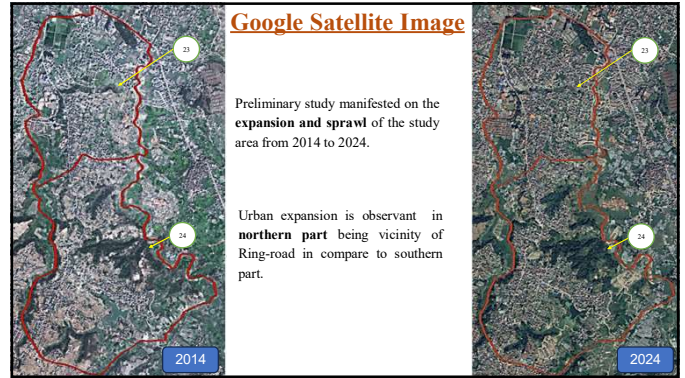 Google Satellite Image
23
24
2014
Preliminary study manifested on the
expansion and sprawl of the study
area from 2014 to 2024.
Urban expansion is observant in
northern part being vicinity of
Ring-road in compare to southern
part.
23
24
2024